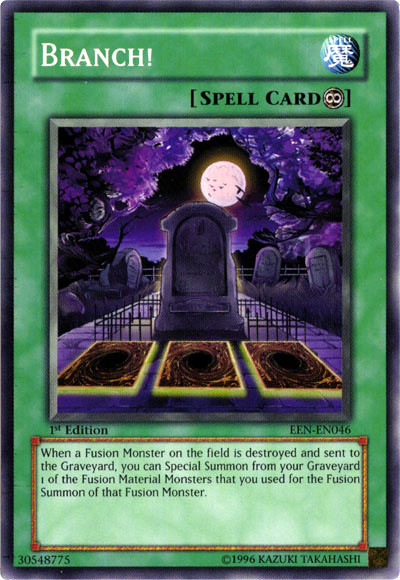 BRANCH!
魔
[SPELL CARD]
1st Edition
EEN-EN046
When a Fusion Monster on the field is destroyed and sent to
the Graveyard, you can Special Summon from your Graveyard
1 of the Fusion Material Monsters that you used for the Fusion
Summon of that Fusion Monster.
30548775
©1996 KAZUKI TAKAHASHI